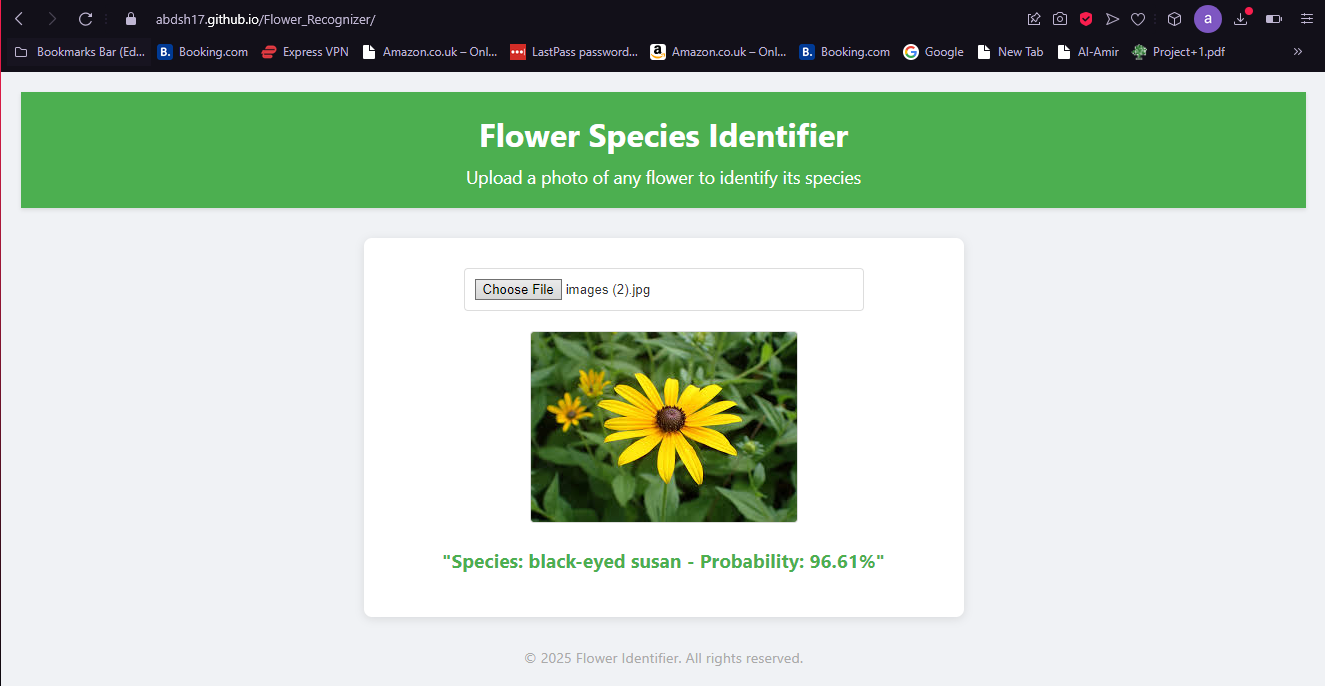 abdsh17.github.io/Flower_Recognizer/
a
Bookmarks Bar (Ed... B. Booking.com Express VPN Amazon.co.uk – Onl... LastPass password... a Amazon.co.uk – Onl... B. Booking.com G Google New Tab Al-Amir Project+1.pdf »
Flower Species Identifier
Upload a photo of any flower to identify its species
Choose File images (2).jpg
"Species: black-eyed susan - Probability: 96.61%"
© 2025 Flower Identifier. All rights reserved.